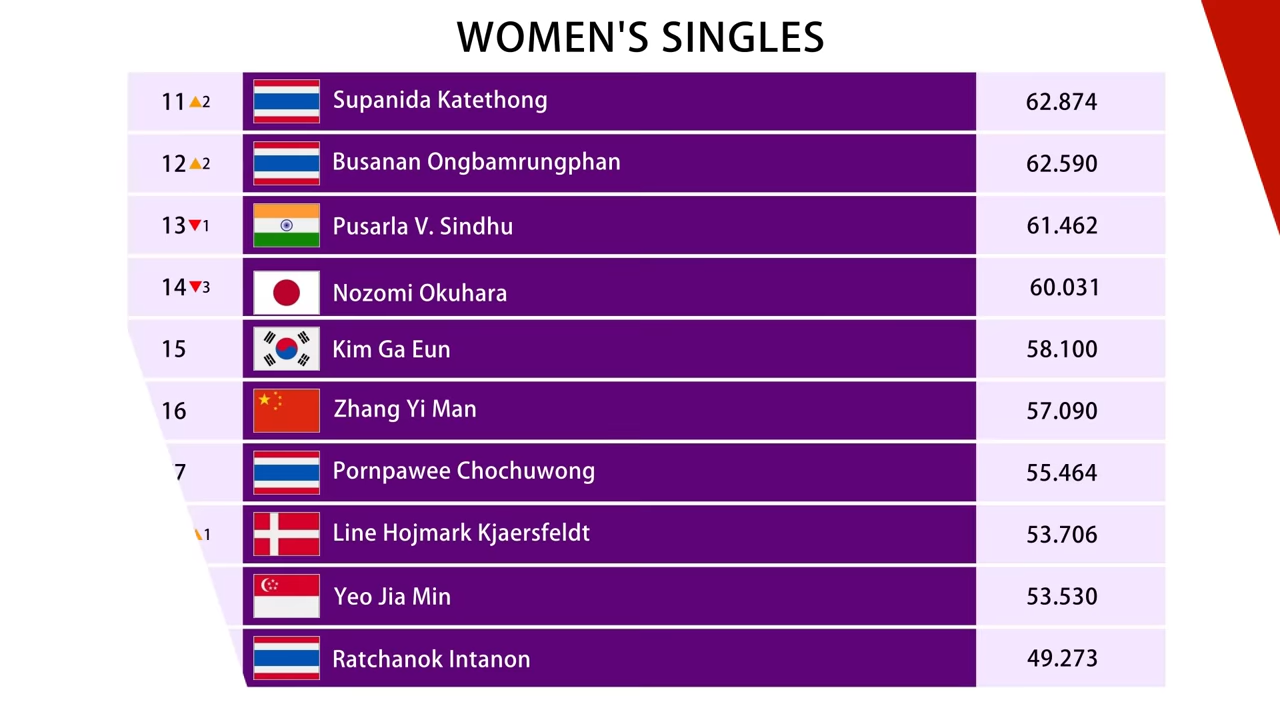 WOMEN'S SINGLES
11 ▲2 Supanida Katethong 62.874
12 ▲2 Busanan Ongbamrungphan 62.590
13 ▼1 Pusarla V. Sindhu 61.462
14 ▼3 Nozomi Okuhara 60.031
15 Kim Ga Eun 58.100
16 Zhang Yi Man 57.090
7 Pornpawee Chochuwong 55.464
▲1 Line Hojmark Kjaersfeldt 53.706
Yeo Jia Min 53.530
Ratchanok Intanon 49.273